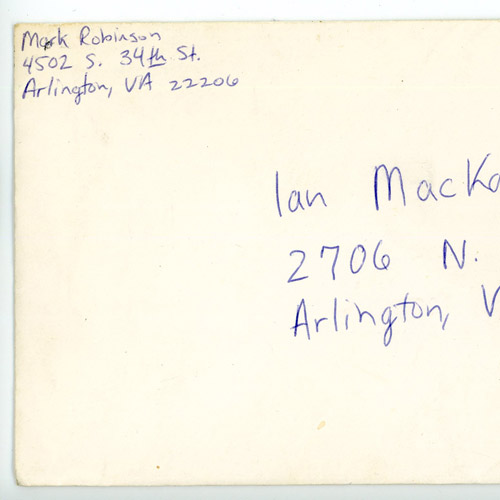 Mark Robinson
4502 S. 34th St.
Arlington, VA 22206
Ian MacKa
2706 N.
Arlington, V